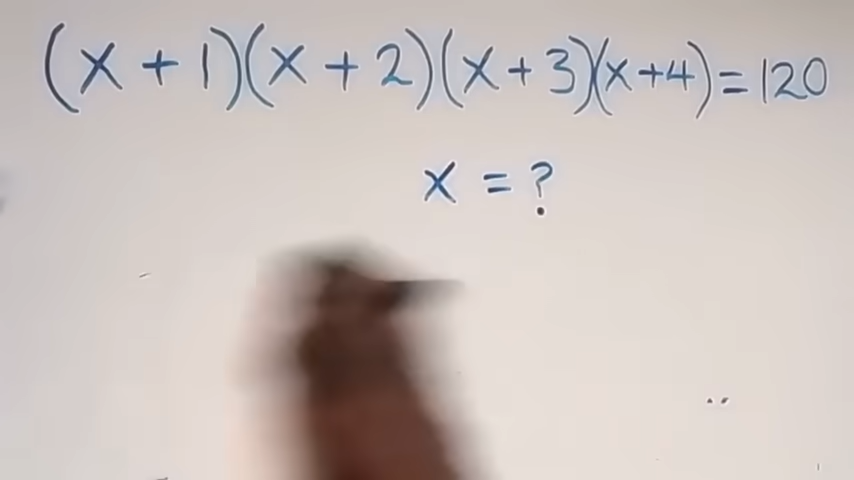 (x + 1)(x + 2)(x + 3)(x + 4) = 120
x = ?